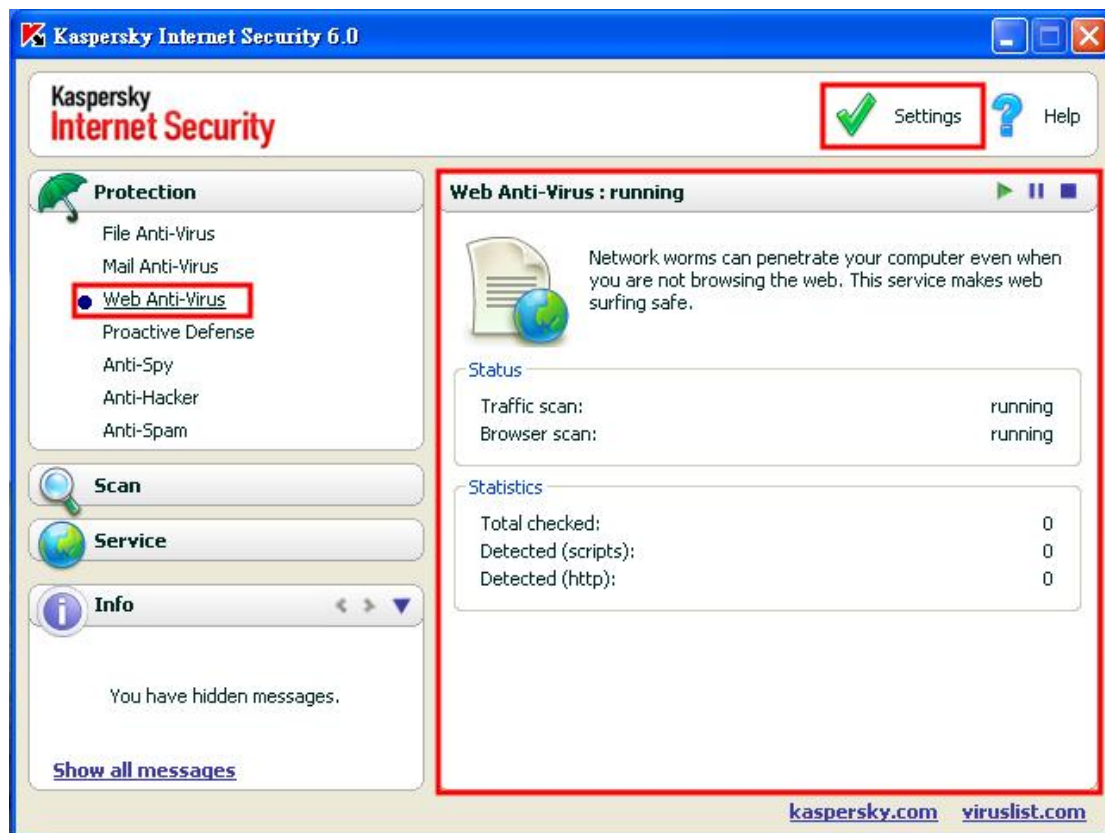 Kaspersky Internet Security 6.0
Kaspersky
Internet Security
Settings
Help
Protection
File Anti-Virus
Mail Anti-Virus
Web Anti-Virus
Proactive Defense
Anti-Spy
Anti-Hacker
Anti-Spam
Scan
Service
Info
You have hidden messages.
Show all messages
Web Anti-Virus : running
Network worms can penetrate your computer even when
you are not browsing the web. This service makes web
surfing safe.
Status
Traffic scan: running
Browser scan: running
Statistics
Total checked: 0
Detected (scripts): 0
Detected (http): 0
kaspersky.com viruslist.com